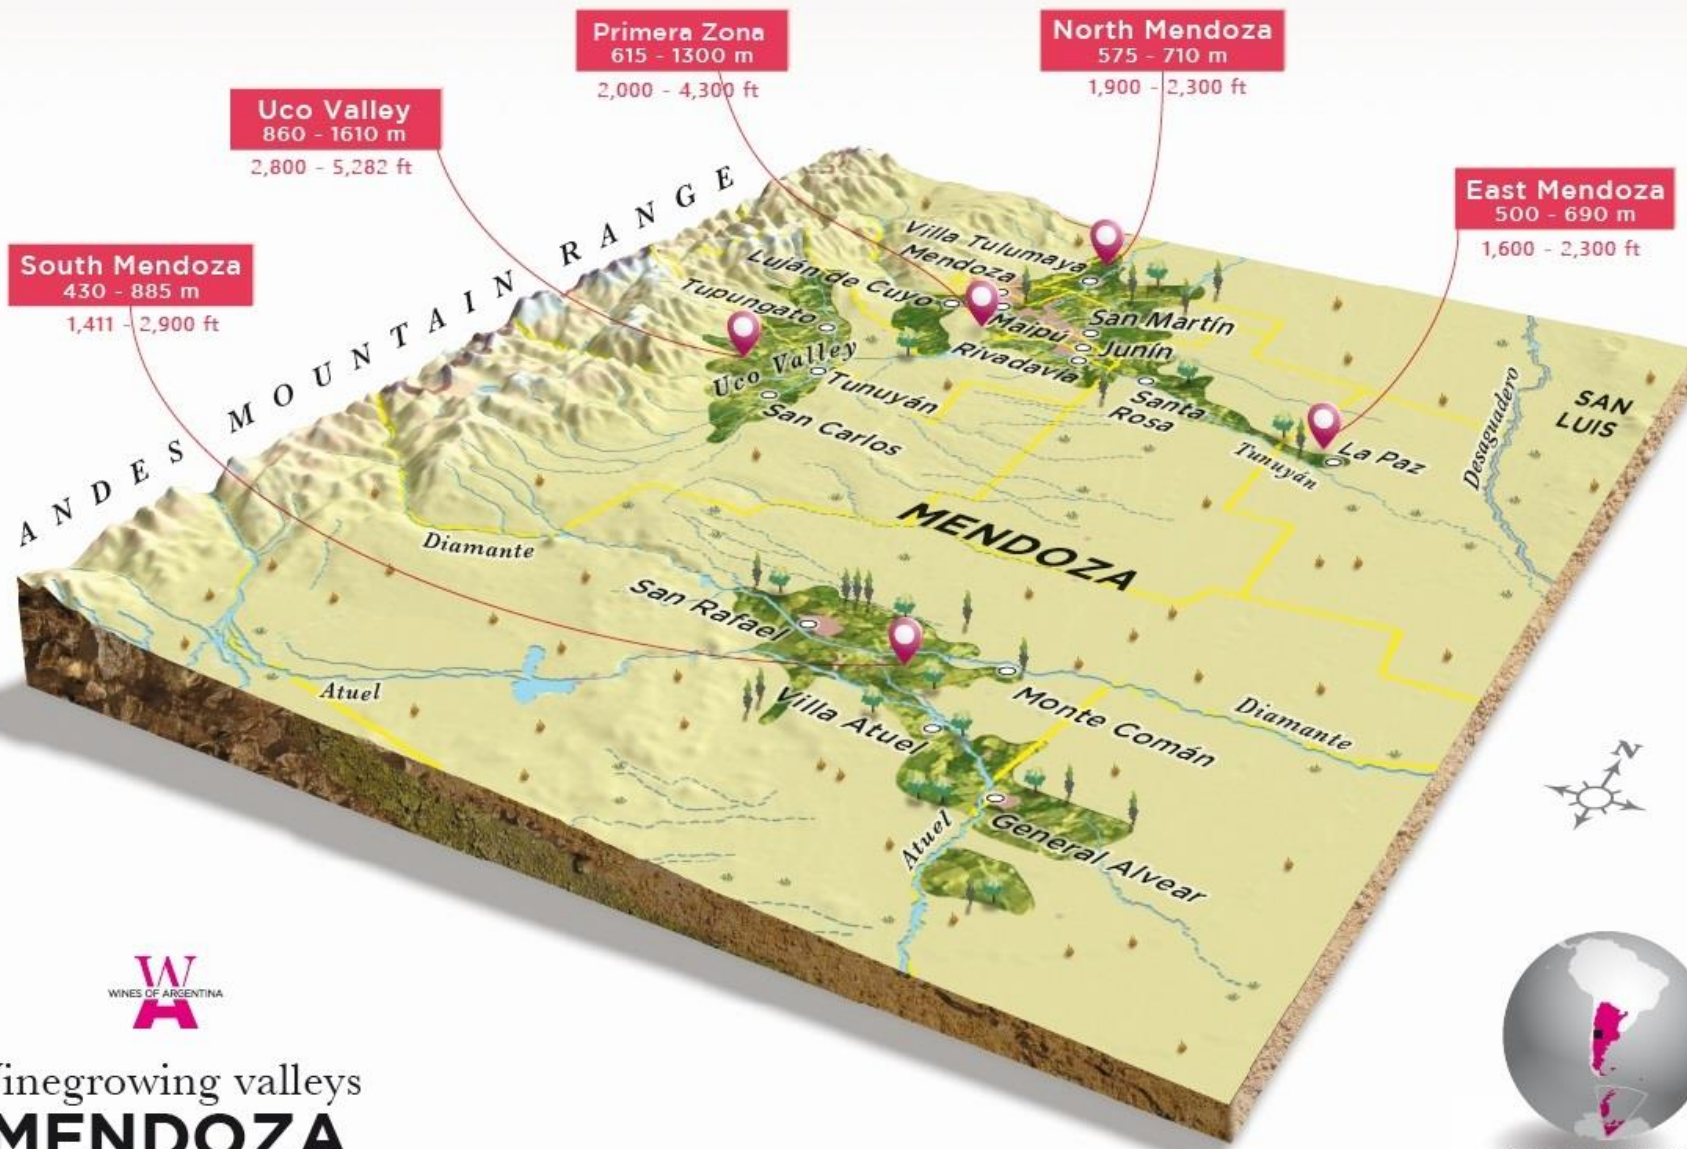 Primera Zona
615 - 1300 m
2,000 - 4,300 ft
North Mendoza
575 - 710 m
1,900 - 2,300 ft
Uco Valley
860 - 1610 m
2,800 - 5,282 ft
East Mendoza
500 - 690 m
1,600 - 2,300 ft
South Mendoza
430 - 885 m
1,411 - 2,900 ft
ANDES MOUNTAIN RANGE
Villa Tulumaya
Mendoza
Luján de Cuyo
Tupungato
Maipú
San Martín
Junín
Rivadavia
Uco Valley
Tunuyán
San Carlos
Santa
Rosa
La Paz
Tunuyán
Desaguadero
SAN
LUIS
MENDOZA
Diamante
San Rafael
Atuel
Villa Atuel
Monte Comán
Diamante
Atuel
General Alvear
N
WA
WINES OF ARGENTINA
inegrowing valleys
MENDOZA